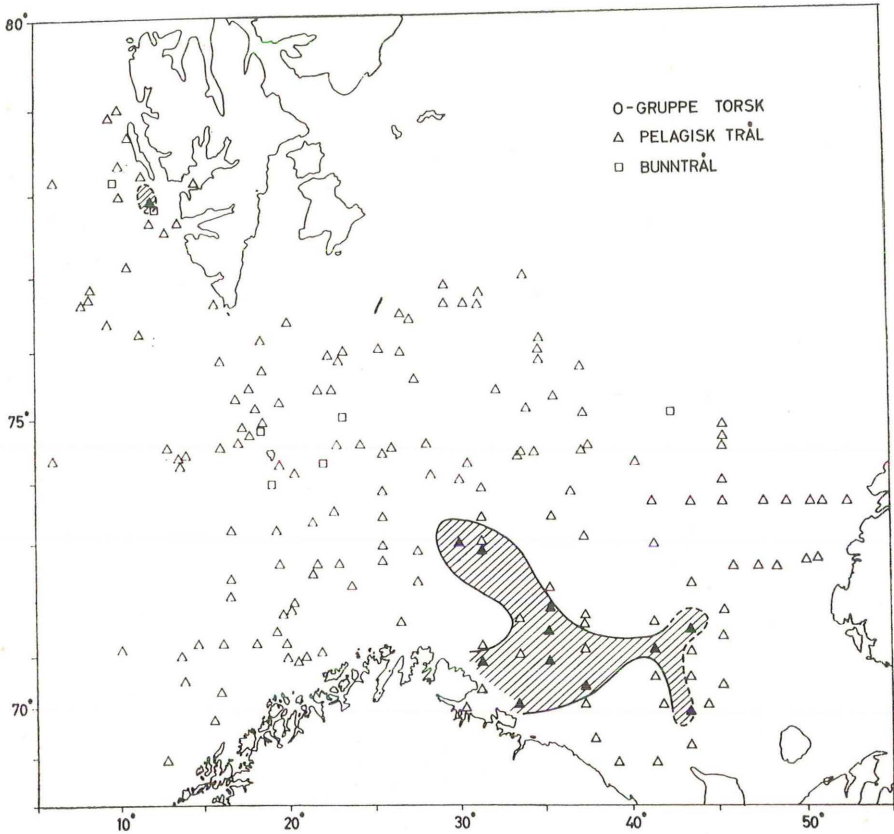 80°
O-GRUPPE TORSK
△ PELAGISK TRÅL
□ BUNNTRÅL
75°
70°
10° 20° 30° 40° 50°